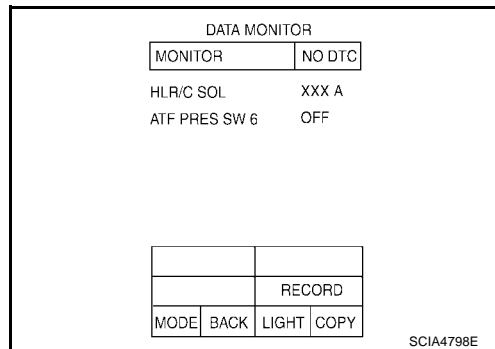 DATA MONITOR
MONITOR NO DTC
HLR/C SOL XXX A
ATF PRES SW 6 OFF
RECORD
MODE BACK LIGHT COPY
SCIA4798E